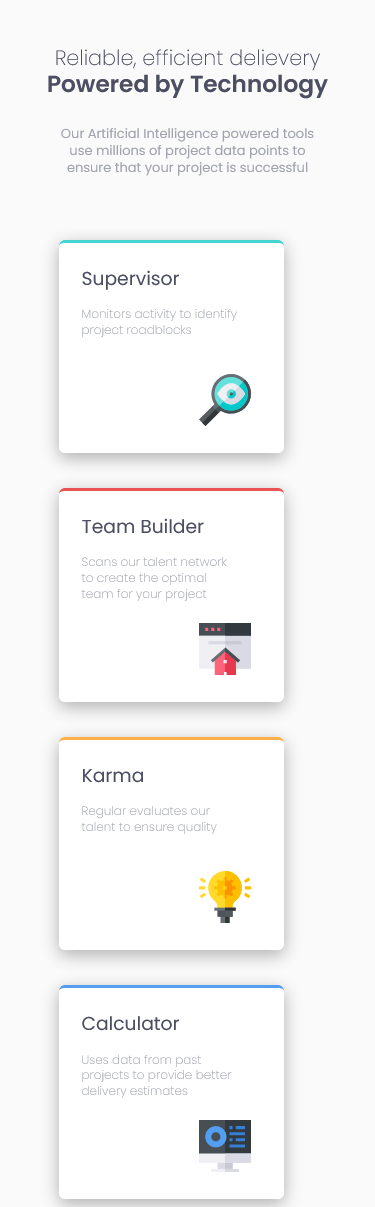 Reliable, efficient delievery
Powered by Technology
Our Artificial Intelligence powered tools
use millions of project data points to
ensure that your project is successful
Supervisor
Monitors activity to identify
project roadblocks
Team Builder
Scans our talent network
to create the optimal
team for your project
Karma
Regular evaluates our
talent to ensure quality
Calculator
Uses data from past
projects to provide better
delivery estimates